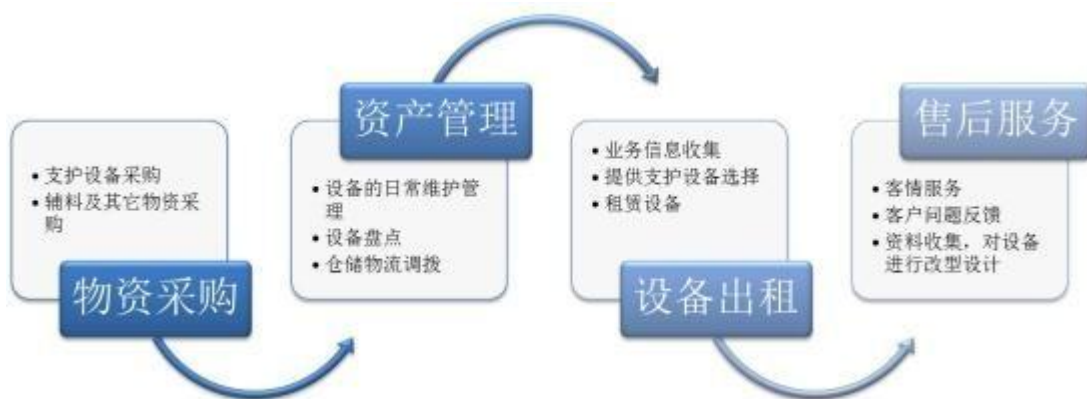 • 支护设备采购
• 辅料及其它物资采
购
物资采购
资产管理
• 设备的日常维护管
理
• 设备盘点
• 仓储物流调拨
• 业务信息收集
• 提供支护设备选择
• 租赁设备
设备出租
售后服务
• 客情服务
• 客户问题反馈
• 资料收集，对设备
进行改型设计